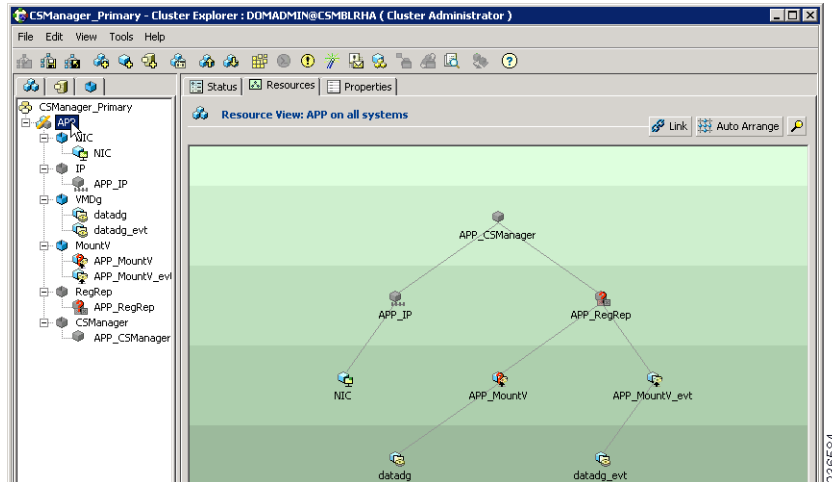 CSManager_Primary - Cluster Explorer : DOMADMIN@CSMBLRHA ( Cluster Administrator )
File Edit View Tools Help
Status Resources Properties
CSManager_Primary
APP
NIC
NIC
IP
APP_IP
VMDg
datadg
datadg_evt
MountV
APP_MountV
APP_MountV_evt
RegRep
APP_RegRep
CSManager
APP_CSManager
Resource View: APP on all systems
Link Auto Arrange
APP_CSManager
APP_IP APP_RegRep
NIC APP_MountV APP_MountV_evt
datadg datadg_evt